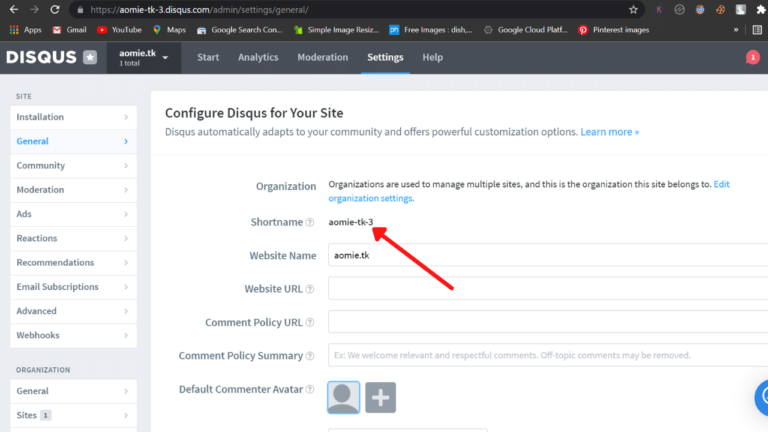 https://aomie-tk-3.disqus.com/admin/settings/general/
Apps Gmail YouTube Maps Google Search Con... Simple Image Resiz... Free Images : dish,... Google Cloud Platf... Pinterest images »
DISQUS aomie.tk Start Analytics Moderation Settings Help 1
1 total
SITE
Installation
General
Community
Moderation
Ads
Reactions
Recommendations
Email Subscriptions
Advanced
Webhooks
ORGANIZATION
General
Sites 1
Configure Disqus for Your Site
Disqus automatically adapts to your community and offers powerful customization options. Learn more »
Organization Organizations are used to manage multiple sites, and this is the organization this site belongs to. Edit
organization settings.
Shortname ? aomie-tk-3
Website Name aomie.tk
Website URL ?
Comment Policy URL ?
Comment Policy Summary ? Ex: We welcome relevant and respectful comments. Off-topic comments may be removed.
Default Commenter Avatar ?